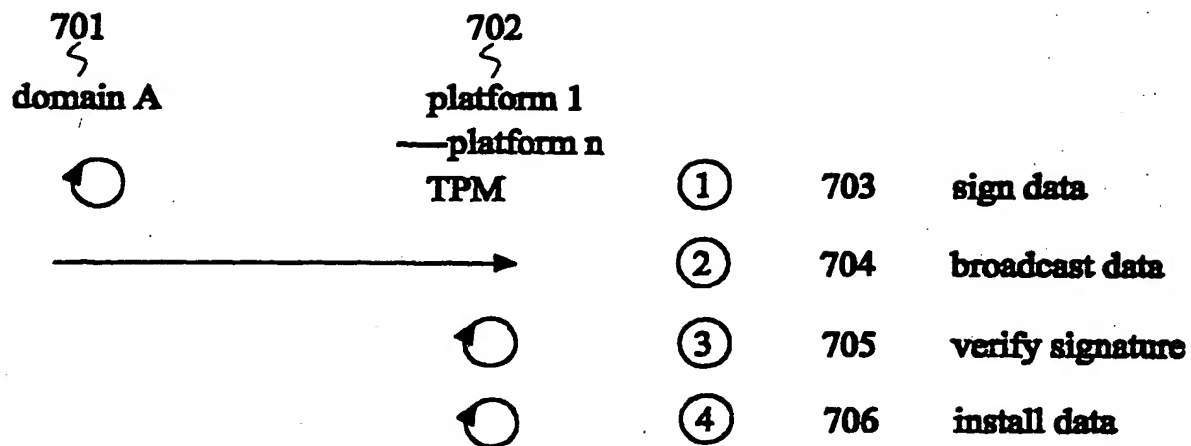 701 702
domain A platform 1
—platform n
TPM 1 703 sign data
2 704 broadcast data
3 705 verify signature
4 706 install data